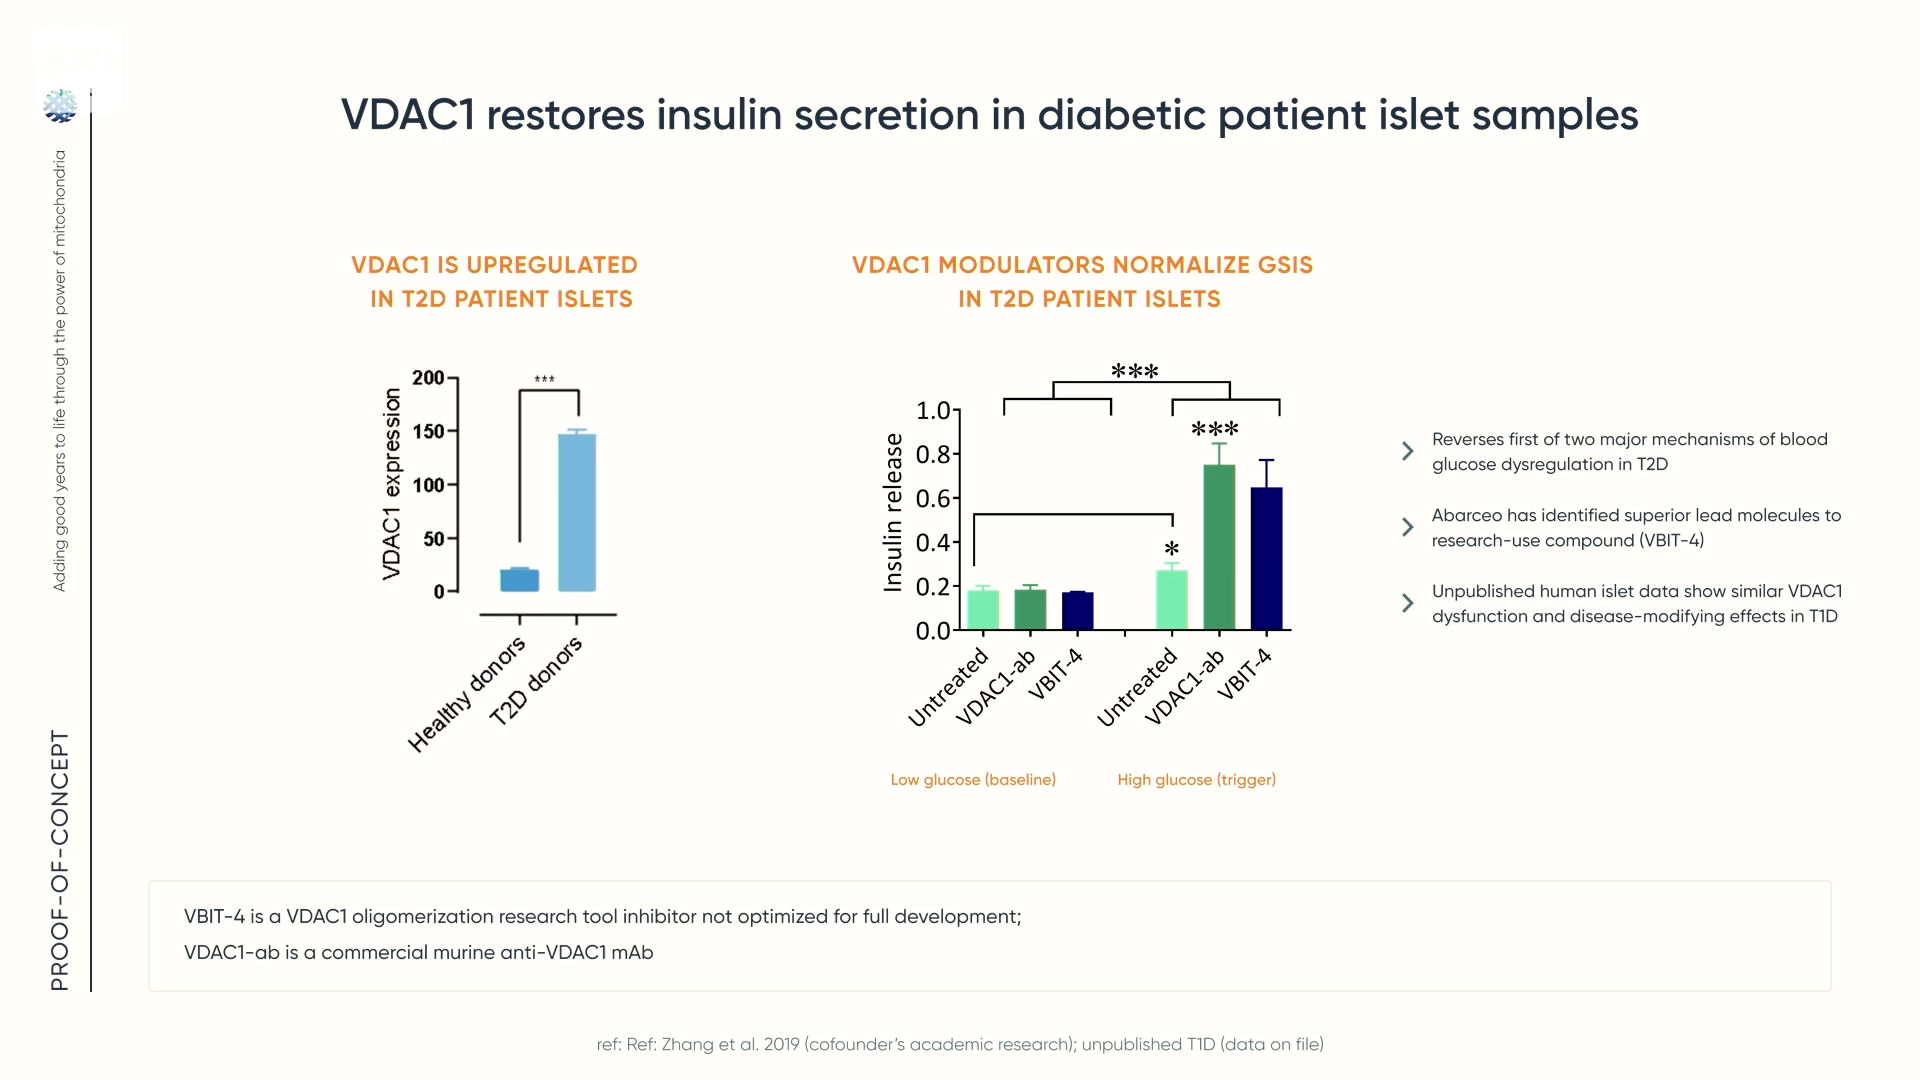 VDAC1 restores insulin secretion in diabetic patient islet samples
Adding good years to life through the power of mitochondria
PROOF-OF-CONCEPT
VDAC1 IS UPREGULATED
IN T2D PATIENT ISLETS
VDAC1 expression
200
150
100
50
0
***
Healthy donors
T2D donors
VDAC1 MODULATORS NORMALIZE GSIS
IN T2D PATIENT ISLETS
Insulin release
1.0
0.8
0.6
0.4
0.2
0.0
***
***
*
Untreated
VDAC1-ab
VBIT-4
Untreated
VDAC1-ab
VBIT-4
Low glucose (baseline)
High glucose (trigger)
Reverses first of two major mechanisms of blood
glucose dysregulation in T2D
Abarceo has identified superior lead molecules to
research-use compound (VBIT-4)
Unpublished human islet data show similar VDAC1
dysfunction and disease-modifying effects in T1D
VBIT-4 is a VDAC1 oligomerization research tool inhibitor not optimized for full development;
VDAC1-ab is a commercial murine anti-VDAC1 mAb
ref: Ref: Zhang et al. 2019 (cofounder's academic research); unpublished T1D (data on file)